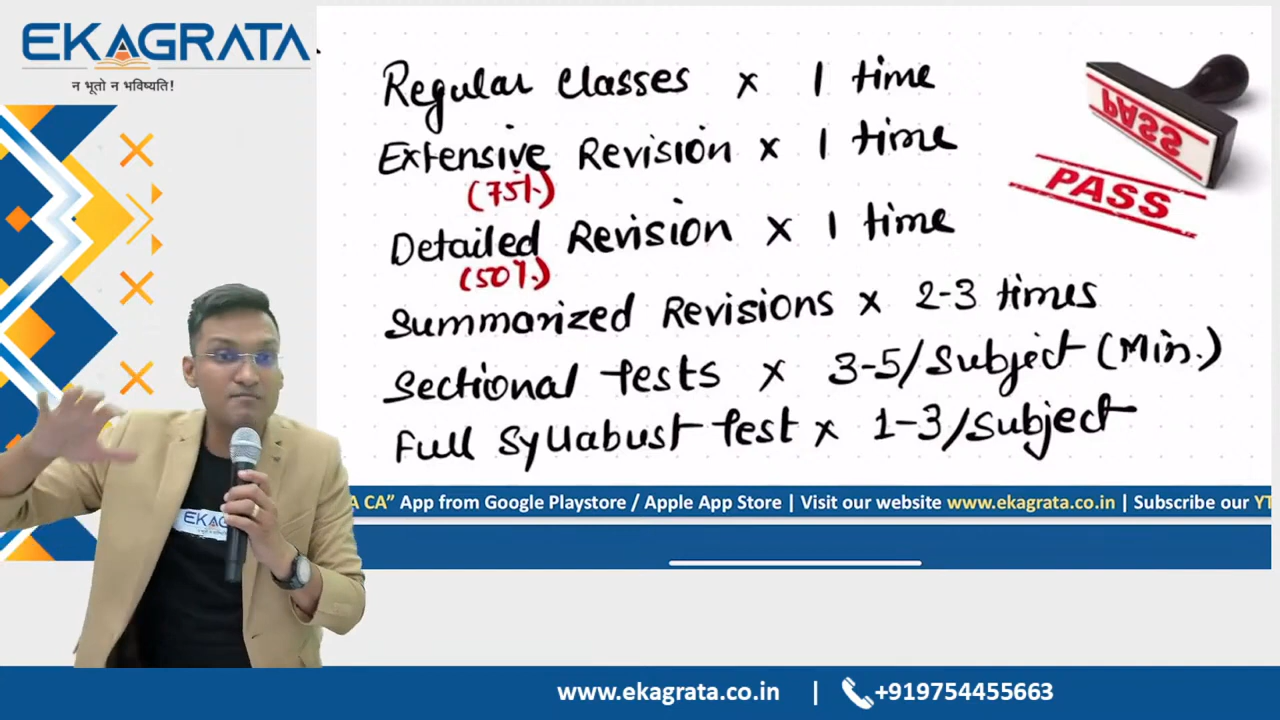 EKAGRATA
न भूतो न भविष्यति!
Regular Classes x 1 time
Extensive Revision x 1 time
(75%)
Detailed Revision x 1 time
(50%)
Summarized Revisions x 2-3 times
Sectional Tests x 3-5/Subject (Min.)
Full Syllabust Test x 1-3/Subject
PASS
PASS
EKAG
A CA” App from Google Playstore / Apple App Store | Visit our website www.ekagrata.co.in | Subscribe our YT
www.ekagrata.co.in | +919754455663